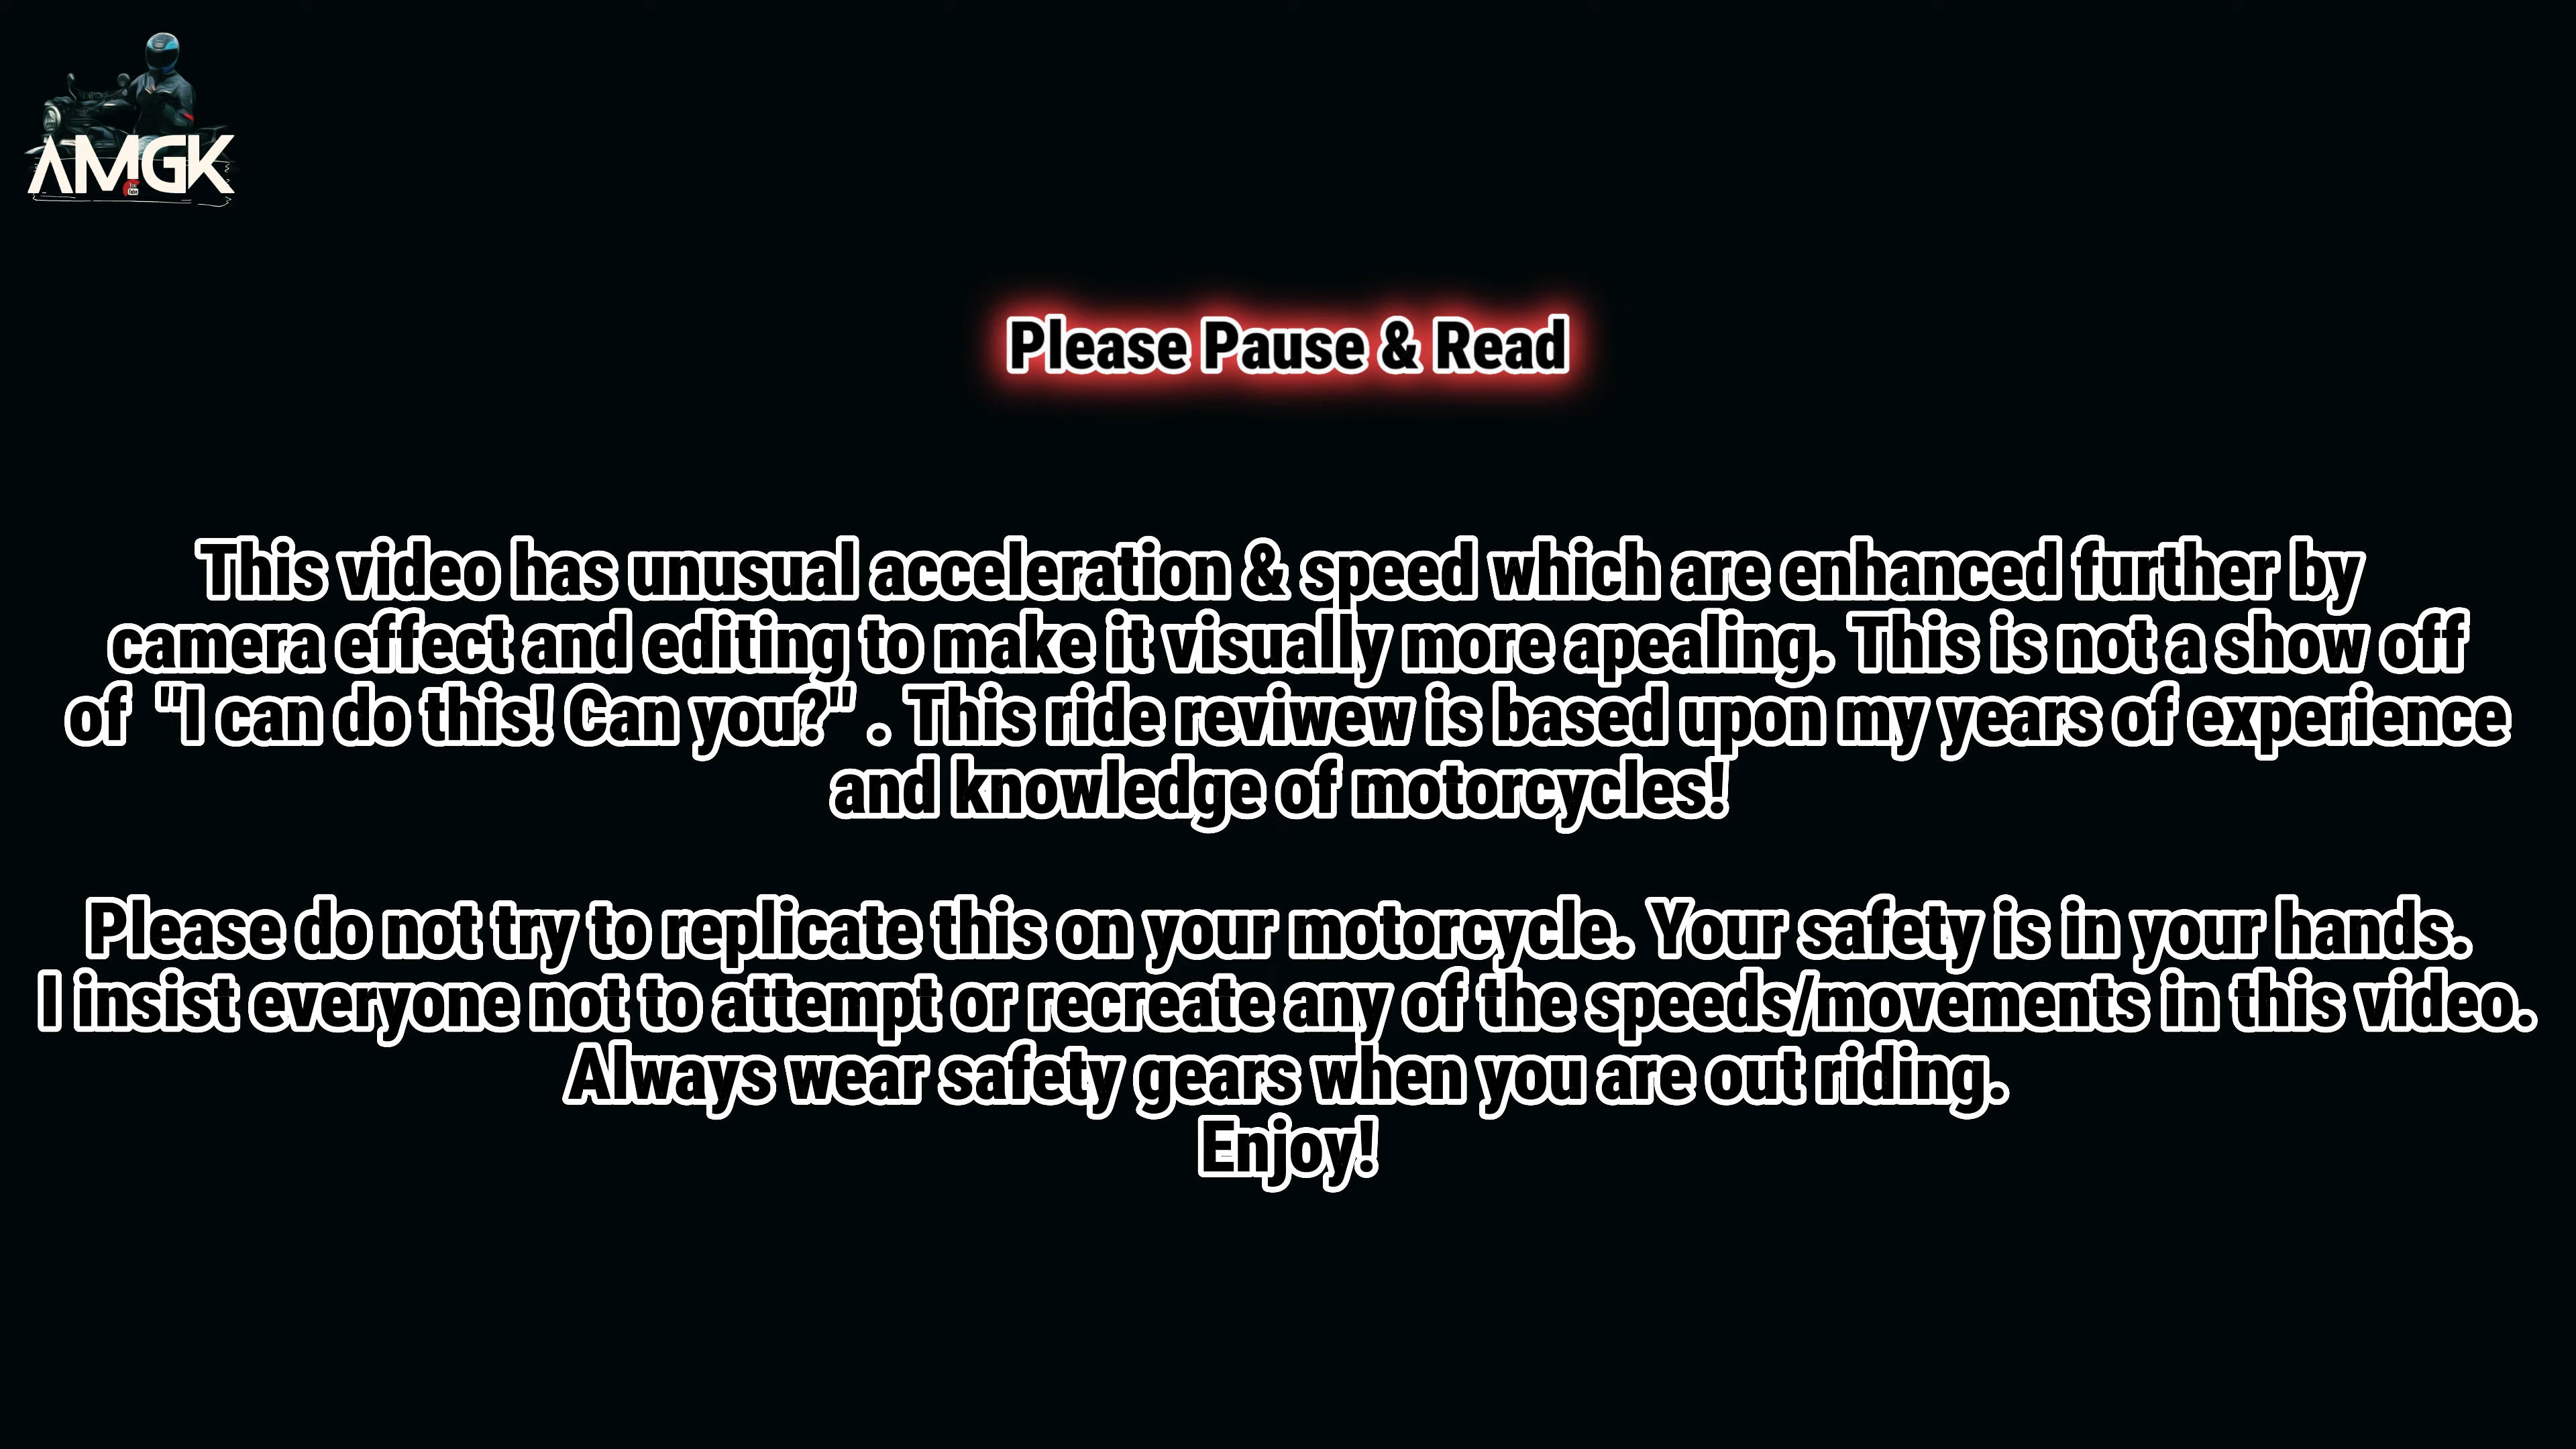 AMGK
You
Tube
Please Pause & Read
This video has unusual acceleration & speed which are enhanced further by
camera effect and editing to make it visually more apealing. This is not a show off
of "I can do this! Can you?" . This ride reviwew is based upon my years of experience
and knowledge of motorcycles!
Please do not try to replicate this on your motorcycle. Your safety is in your hands.
I insist everyone not to attempt or recreate any of the speeds/movements in this video.
Always wear safety gears when you are out riding.
Enjoy!